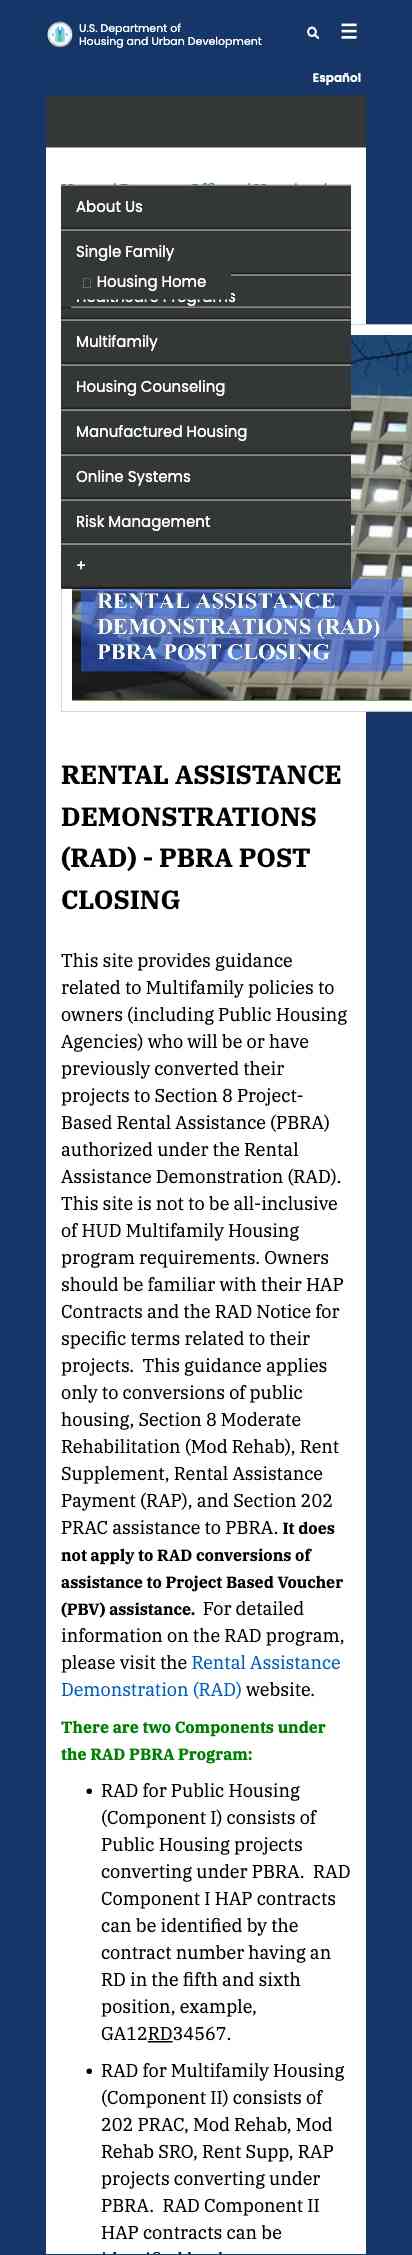 U.S. Department of
Housing and Urban Development
Español
About Us
Single Family
Housing Home
Healthcare Programs
Multifamily
Housing Counseling
Manufactured Housing
Online Systems
Risk Management
+
RENTAL ASSISTANCE
DEMONSTRATIONS (RAD)
PBRA POST CLOSING
RENTAL ASSISTANCE
DEMONSTRATIONS
(RAD) - PBRA POST
CLOSING
This site provides guidance
related to Multifamily policies to
owners (including Public Housing
Agencies) who will be or have
previously converted their
projects to Section 8 Project-
Based Rental Assistance (PBRA)
authorized under the Rental
Assistance Demonstration (RAD).
This site is not to be all-inclusive
of HUD Multifamily Housing
program requirements. Owners
should be familiar with their HAP
Contracts and the RAD Notice for
specific terms related to their
projects.  This guidance applies
only to conversions of public
housing, Section 8 Moderate
Rehabilitation (Mod Rehab), Rent
Supplement, Rental Assistance
Payment (RAP), and Section 202
PRAC assistance to PBRA. It does
not apply to RAD conversions of
assistance to Project Based Voucher
(PBV) assistance.  For detailed
information on the RAD program,
please visit the Rental Assistance
Demonstration (RAD) website.
There are two Components under
the RAD PBRA Program:
• RAD for Public Housing
(Component I) consists of
Public Housing projects
converting under PBRA.  RAD
Component I HAP contracts
can be identified by the
contract number having an
RD in the fifth and sixth
position, example,
GA12RD34567.
• RAD for Multifamily Housing
(Component II) consists of
202 PRAC, Mod Rehab, Mod
Rehab SRO, Rent Supp, RAP
projects converting under
PBRA.  RAD Component II
HAP contracts can be